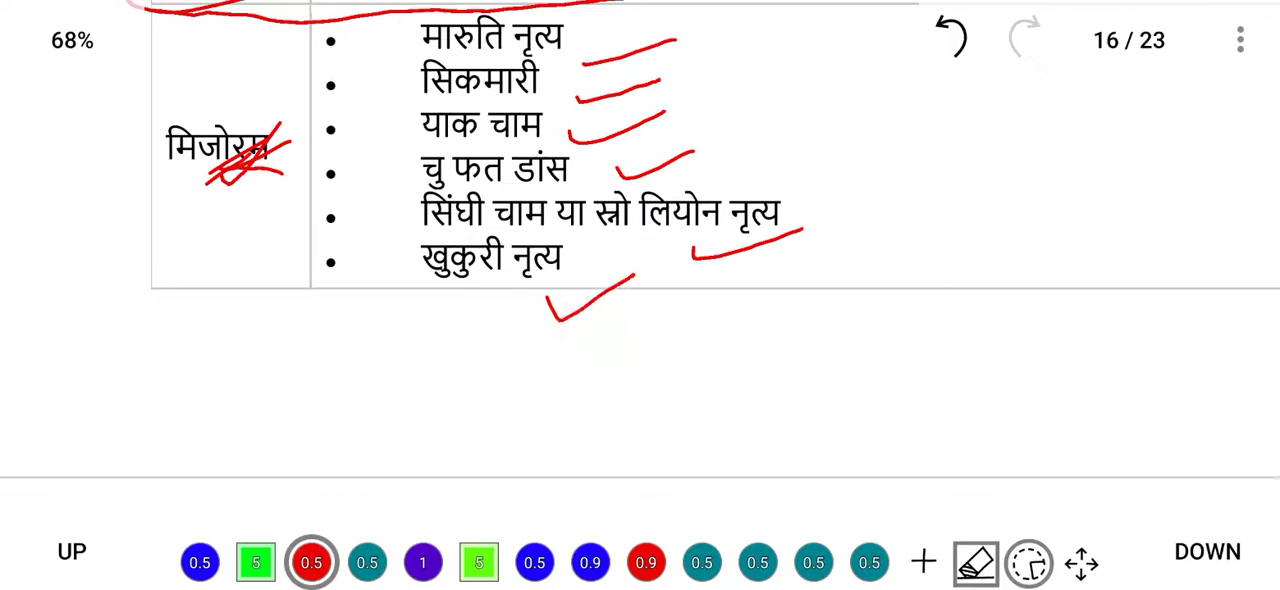 68%
16 / 23
मारुति नृत्य
सिकमारी
याक चाम
मिजोरम
चु फत डांस
सिंघी चाम या स्नो लियोन नृत्य
खुकुरी नृत्य
UP
0.5 5 0.5 0.5 1 5 0.5 0.9 0.9 0.5 0.5 0.5 0.5
DOWN